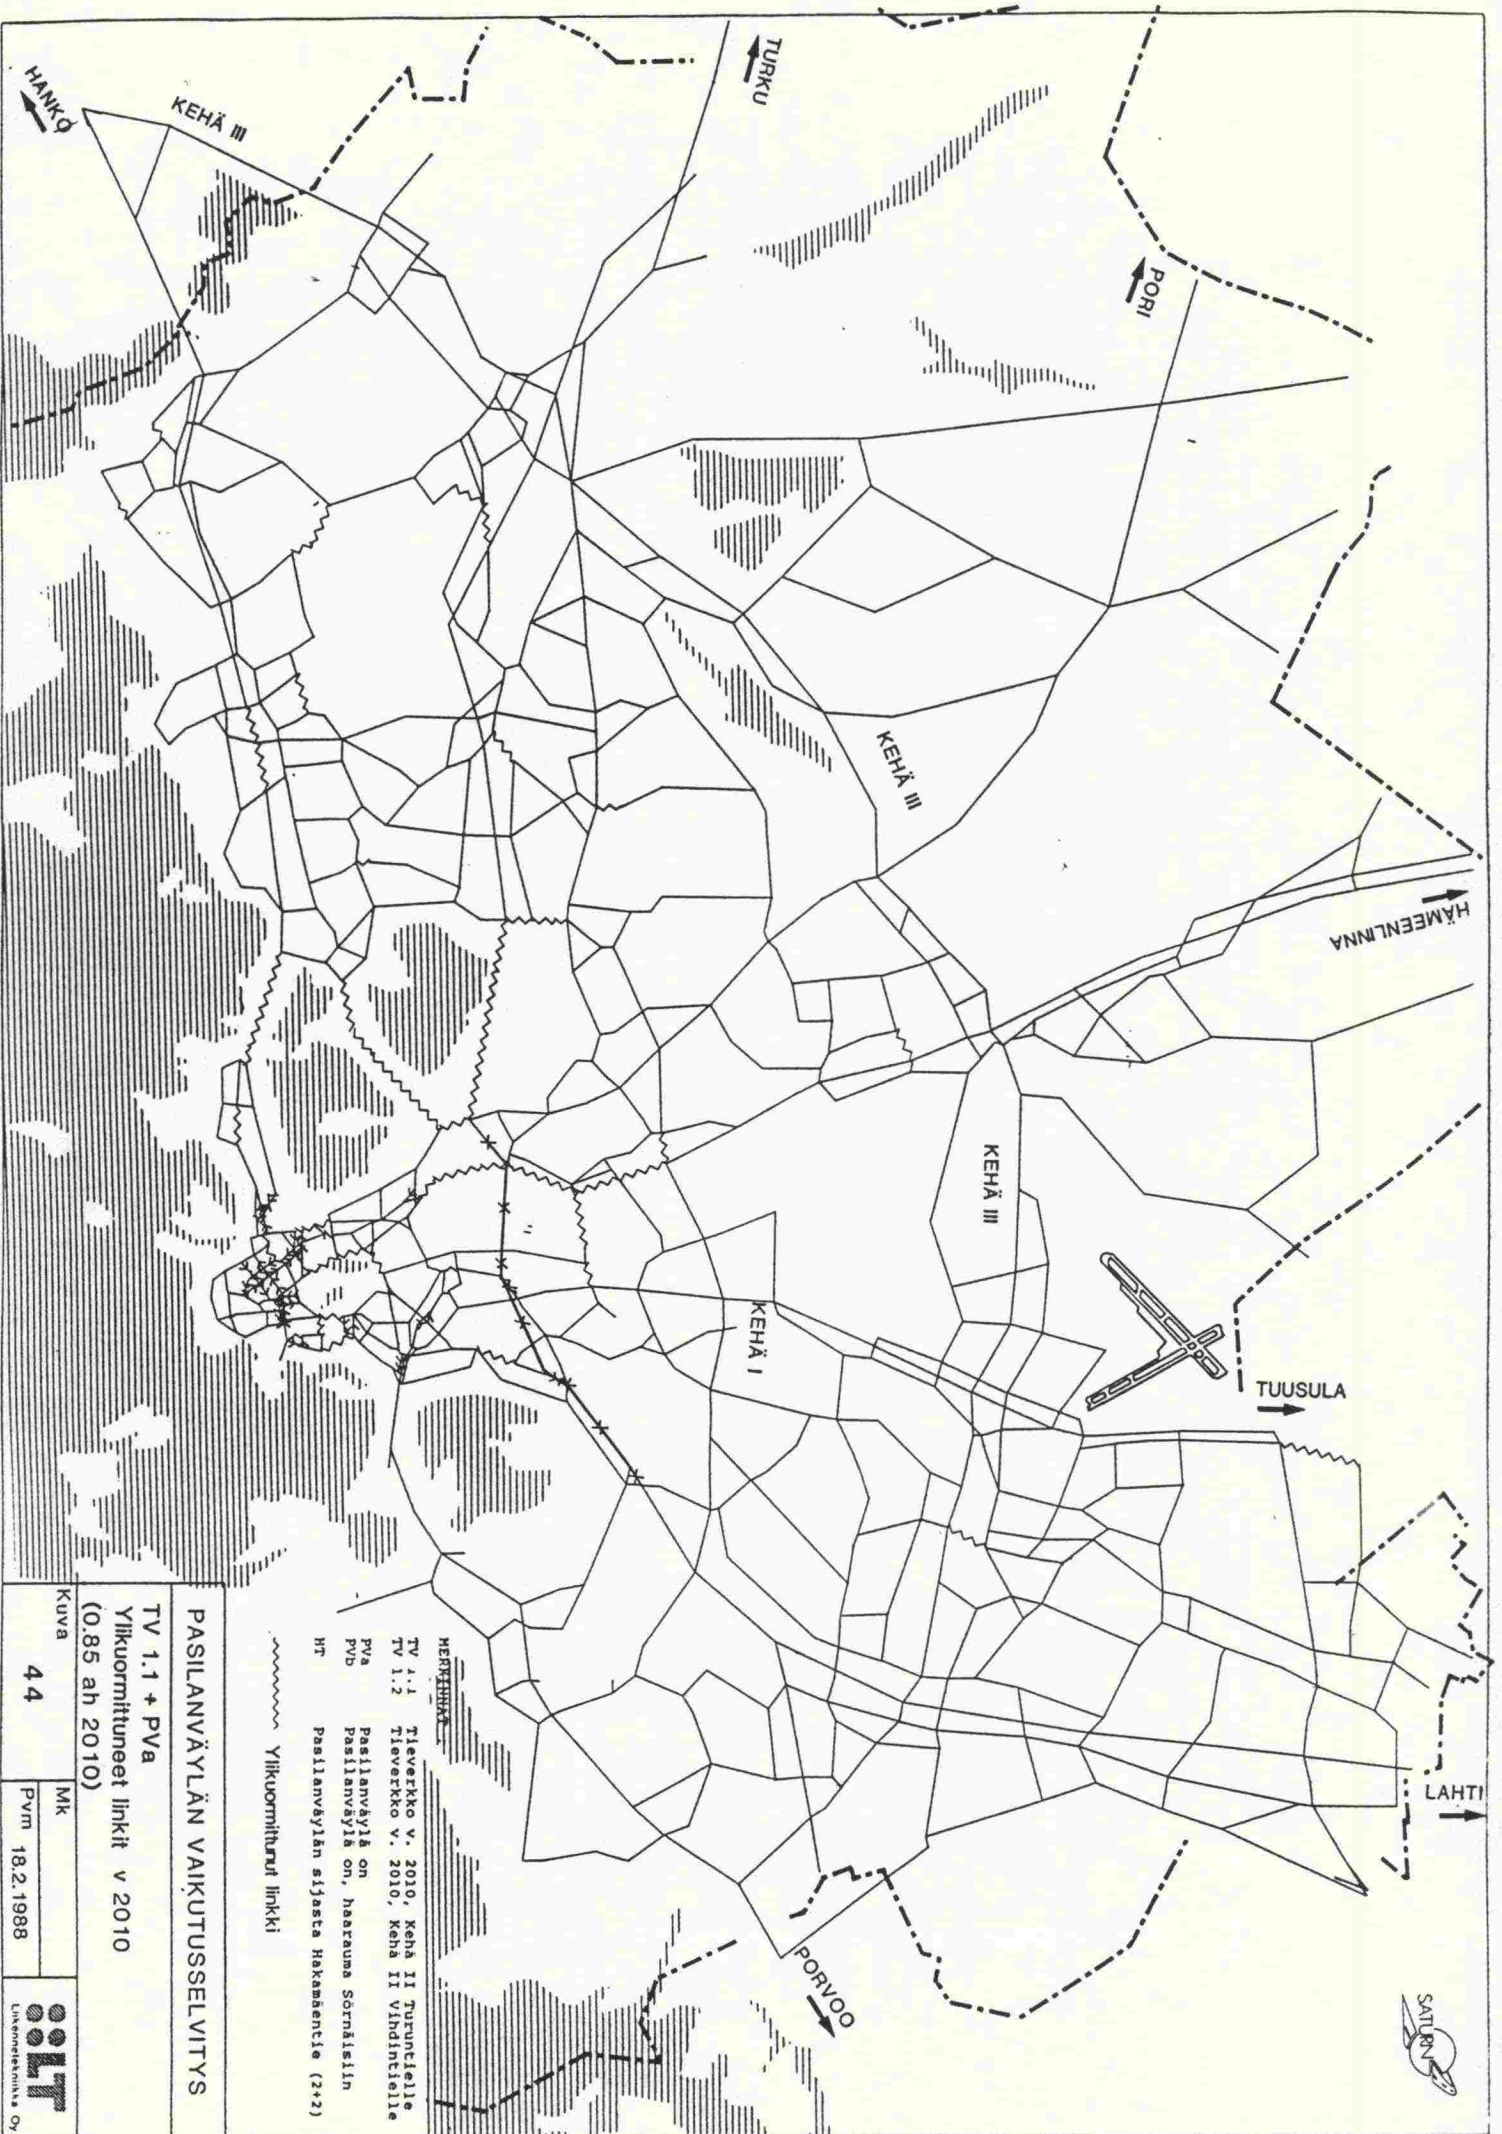 HANKO
KEHÄ III
TURKU
PORI
KEHÄ III
HÄMEENLINNA
KEHÄ III
KEHÄ I
TUUSULA
LAHTI
PORVOO
SATURN
MERKINNÄT
TV 1.1 Tieverkko v. 2010, Kehä II Turuntielle
TV 1.2 Tieverkko v. 2010, Kehä II Vihdintielle
PVa Pasilanväylä on
PVb Pasilanväylä on, haarauma Sörnäisiin
HT Pasilanväylän sijasta Hakamäentie (2+2)
Ylikuormittunut linkki
PASILANVÄYLÄN VAIKUTUSSELVITYS
TV 1.1 + PVa
Ylikuormittuneet linkit v 2010
(0.85 ah 2010)
Kuva 44
Mk
Pvm 18.2.1988
LT
Liikennetekniikka Oy